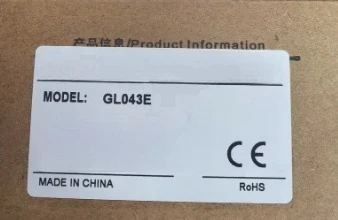 产品信息/Product Information
MODEL: GL043E
CE
MADE IN CHINA
RoHS